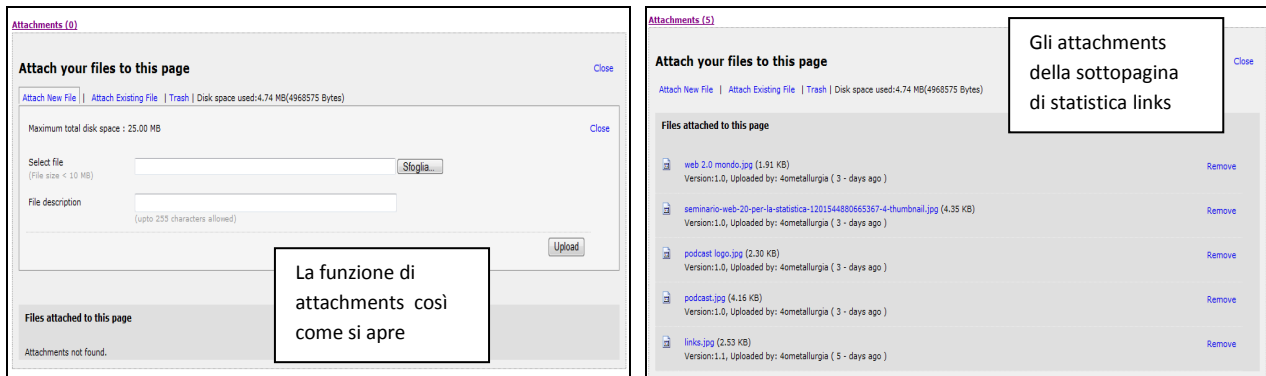 Attachments (0)
Attach your files to this page
Close
Attach New File | Attach Existing File | Trash | Disk space used:4.74 MB(4968575 Bytes)
Maximum total disk space : 25.00 MB
Close
Select file
(File size < 10 MB)
Sfoglia...
File description
(upto 255 characters allowed)
Upload
La funzione di
attachments così
come si apre
Files attached to this page
Attachments not found.
Attachments (5)
Gli attachments
della sottopagina
di statistica links
Attach your files to this page
Close
Attach New File | Attach Existing File | Trash | Disk space used:4.74 MB(4968575 Bytes)
Files attached to this page
web 2.0 mondo.jpg (1.91 KB)
Remove
Version:1.0, Uploaded by: 4ometallurgia ( 3 - days ago )
seminario-web-20-per-la-statistica-1201544880665367-4-thumbnail.jpg (4.35 KB)
Remove
Version:1.0, Uploaded by: 4ometallurgia ( 3 - days ago )
podcast logo.jpg (2.30 KB)
Remove
Version:1.0, Uploaded by: 4ometallurgia ( 3 - days ago )
podcast.jpg (4.16 KB)
Remove
Version:1.0, Uploaded by: 4ometallurgia ( 3 - days ago )
links.jpg (2.53 KB)
Remove
Version:1.1, Uploaded by: 4ometallurgia ( 5 - days ago )